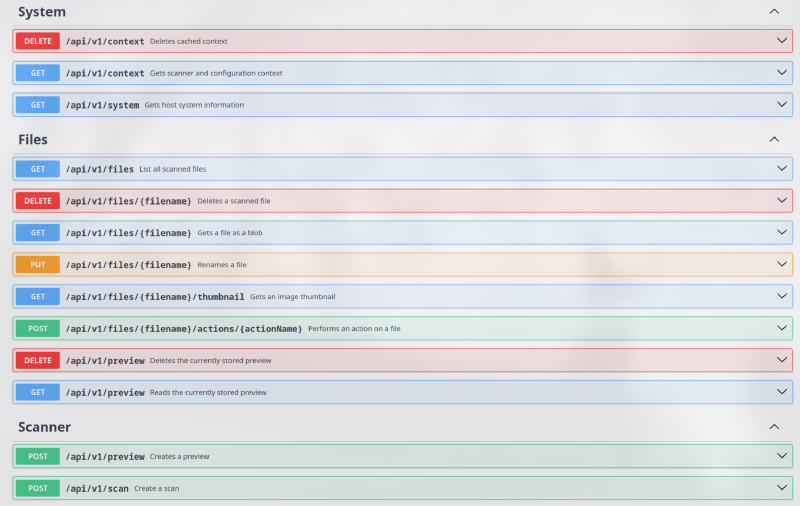 System
DELETE /api/v1/context Deletes cached context
GET /api/v1/context Gets scanner and configuration context
GET /api/v1/system Gets host system information
Files
GET /api/v1/files List all scanned files
DELETE /api/v1/files/{filename} Deletes a scanned file
GET /api/v1/files/{filename} Gets a file as a blob
PUT /api/v1/files/{filename} Renames a file
GET /api/v1/files/{filename}/thumbnail Gets an image thumbnail
POST /api/v1/files/{filename}/actions/{actionName} Performs an action on a file
DELETE /api/v1/preview Deletes the currently stored preview
GET /api/v1/preview Reads the currently stored preview
Scanner
POST /api/v1/preview Creates a preview
POST /api/v1/scan Create a scan